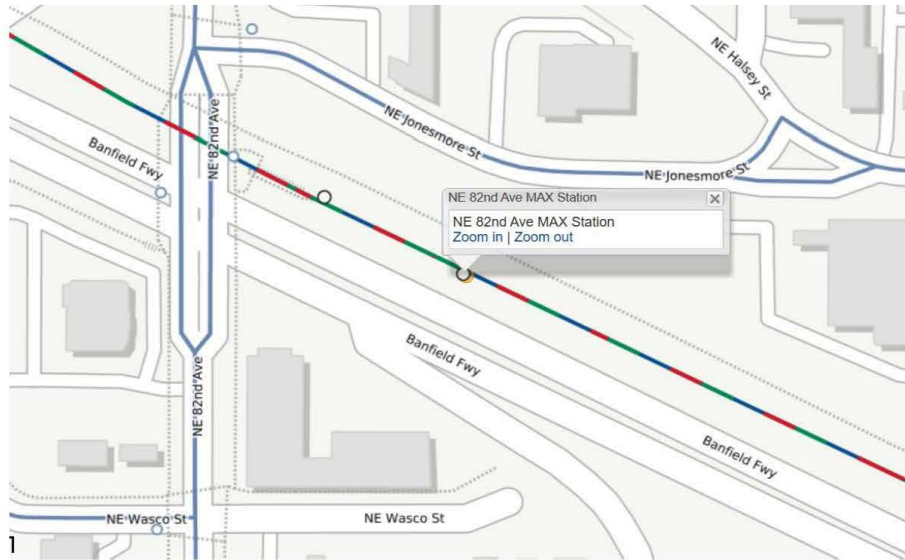 NE Halsey St
NE 82nd Ave
NE Jonesmore St
Banfield Fwy
NE Jonesmore St
NE 82nd Ave MAX Station
NE 82nd Ave MAX Station
Zoom in | Zoom out
Banfield Fwy
NE 82nd Ave
Banfield Fwy
NE Wasco St
NE Wasco St
1